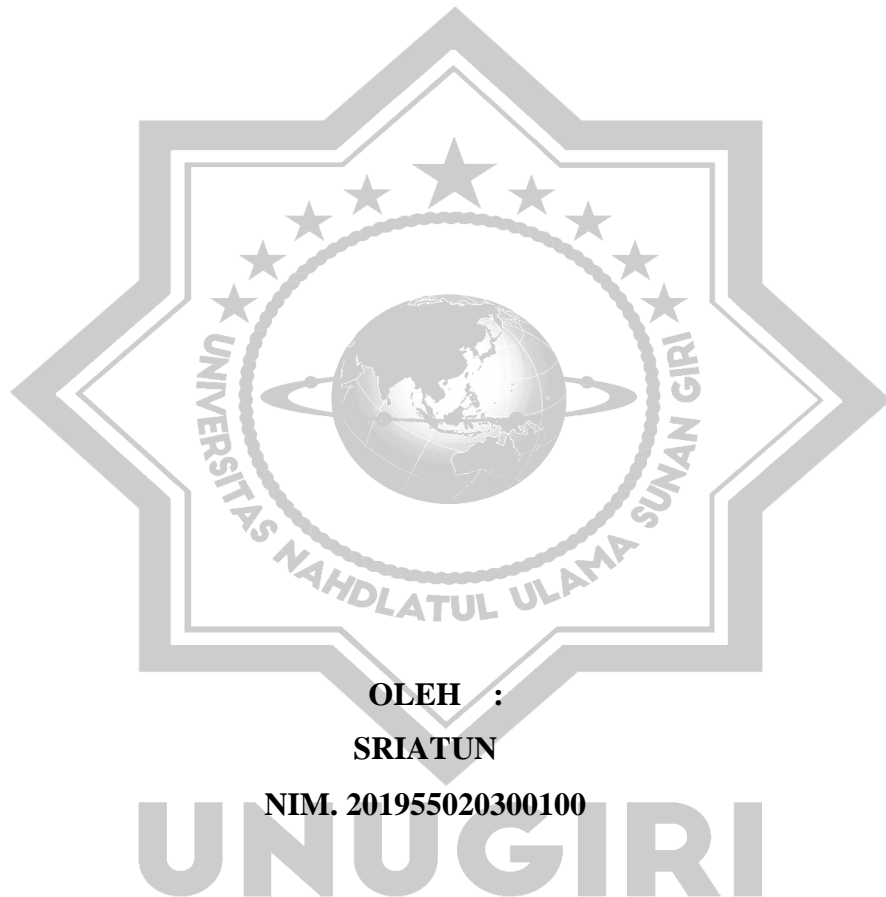 UNIVERSITAS NAHDLATUL ULAMA SUNAN GIRI
OLEH :
SRIATUN
NIM. 201955020300100
UNUGIRI